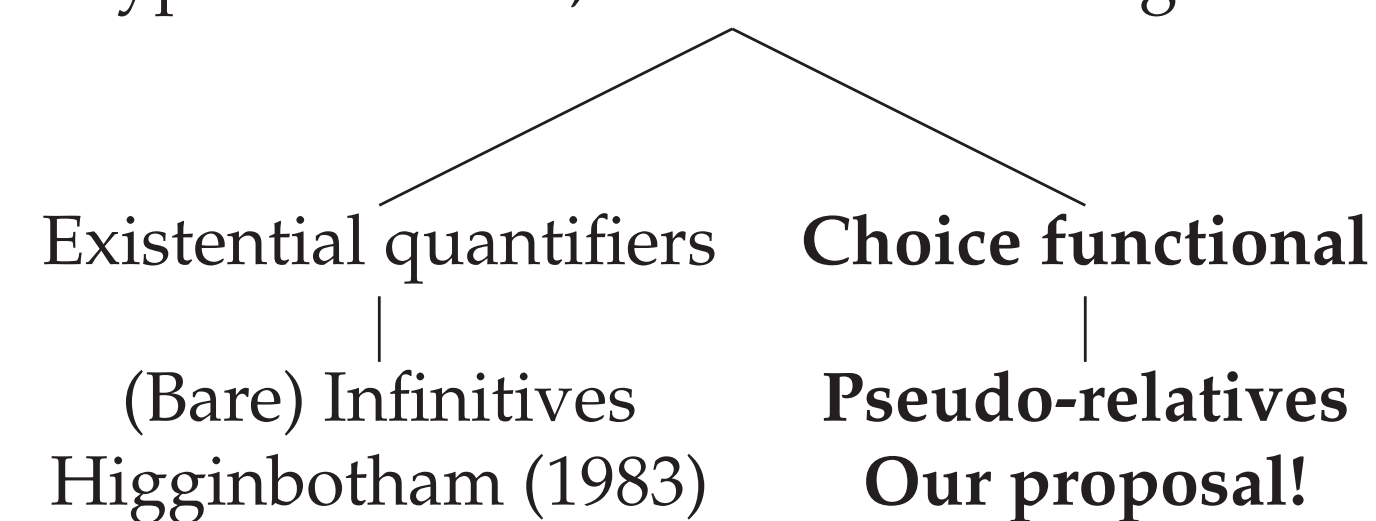 Existential quantifiers Choice functional
(Bare) Infinitives Pseudo-relatives
Higginbotham (1983) Our proposal!